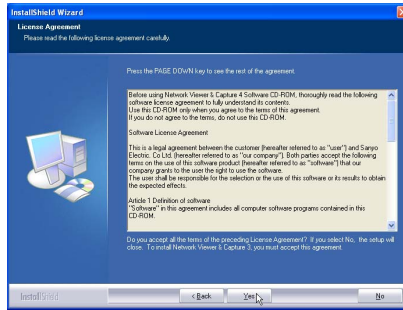 InstallShield Wizard
License Agreement
Please read the following license agreement carefully.
Press the PAGE DOWN key to see the rest of the agreement.
Before using Network Viewer & Capture 4 Software CD-ROM, thoroughly read the following
software license agreement to fully understand its contents.
Use this CD-ROM only when you agree to the terms of this agreement.
If you do not agree to the terms, do not use this CD-ROM.
Software License Agreement
This is a legal agreement between the customer (hereafter referred to as "user") and Sanyo
Electric. Co Ltd. (hereafter referred to as "our company"). Both parties accept the following
terms on the use of this software product (hereafter referred to as "software") that our
company grants to the user the right to use the software.
The user shall be responsible for the selection or the use of this software or its results to obtain
the expected effects.
Article 1 Definition of software
"Software" in this agreement includes all computer software programs contained in this
CD-ROM.
Do you accept all the terms of the preceding License Agreement? If you select No, the setup will
close. To install Network Viewer & Capture 3, you must accept this agreement.
InstallShield
< Back
Yes
No